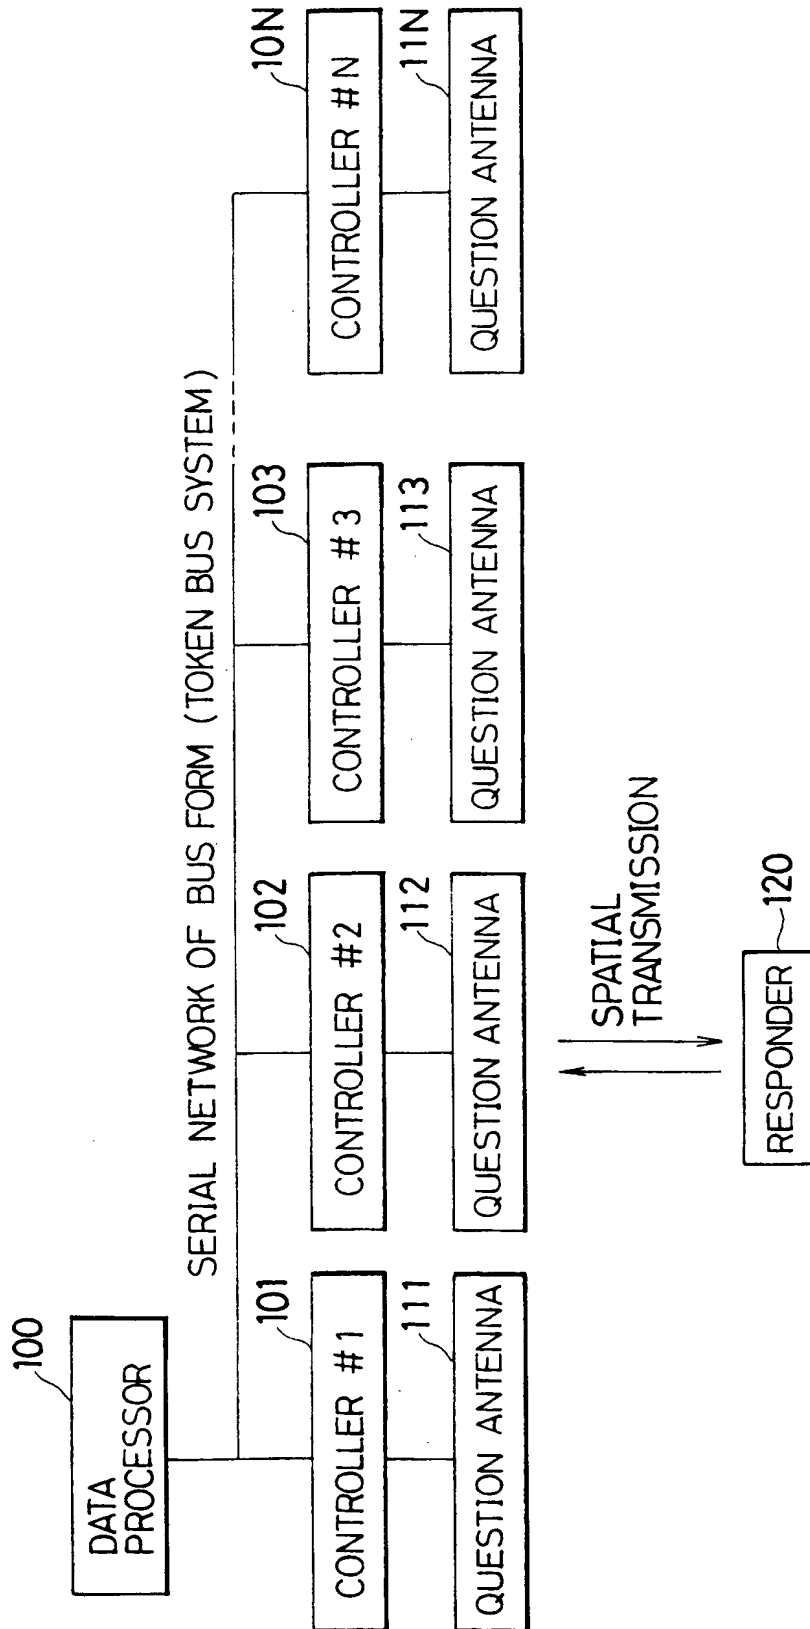 100
DATA
PROCESSOR
SERIAL NETWORK OF BUS FORM (TOKEN BUS SYSTEM)
101
CONTROLLER #1
102
CONTROLLER #2
103
CONTROLLER #3
10N
CONTROLLER #N
111
QUESTION ANTENNA
112
QUESTION ANTENNA
113
QUESTION ANTENNA
11N
QUESTION ANTENNA
SPATIAL
TRANSMISSION
RESPONDER
120